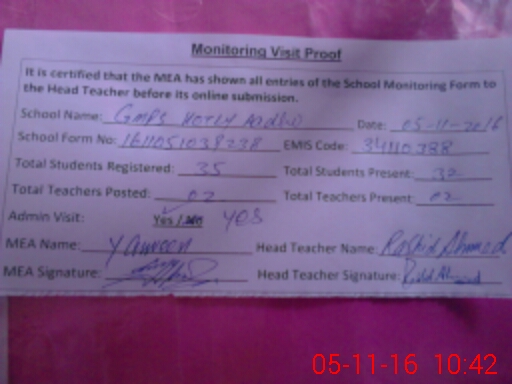 Monitoring Visit Proof
It is certified that the MEA has shown all entries of the School Monitoring Form to
the Head Teacher before its online submission.
School Name: GMPS Kotly Date: 05-11-2016
School Form No: EMIS Code:
Total Students Registered: 35 Total Students Present: 32
Total Teachers Posted: 02 Total Teachers Present: 02
Admin Visit: Yes / No Yes
MEA Name: Head Teacher Name: Rashid Ahmed
MEA Signature: Head Teacher Signature: Rashid Ahmed
05-11-16 10:42